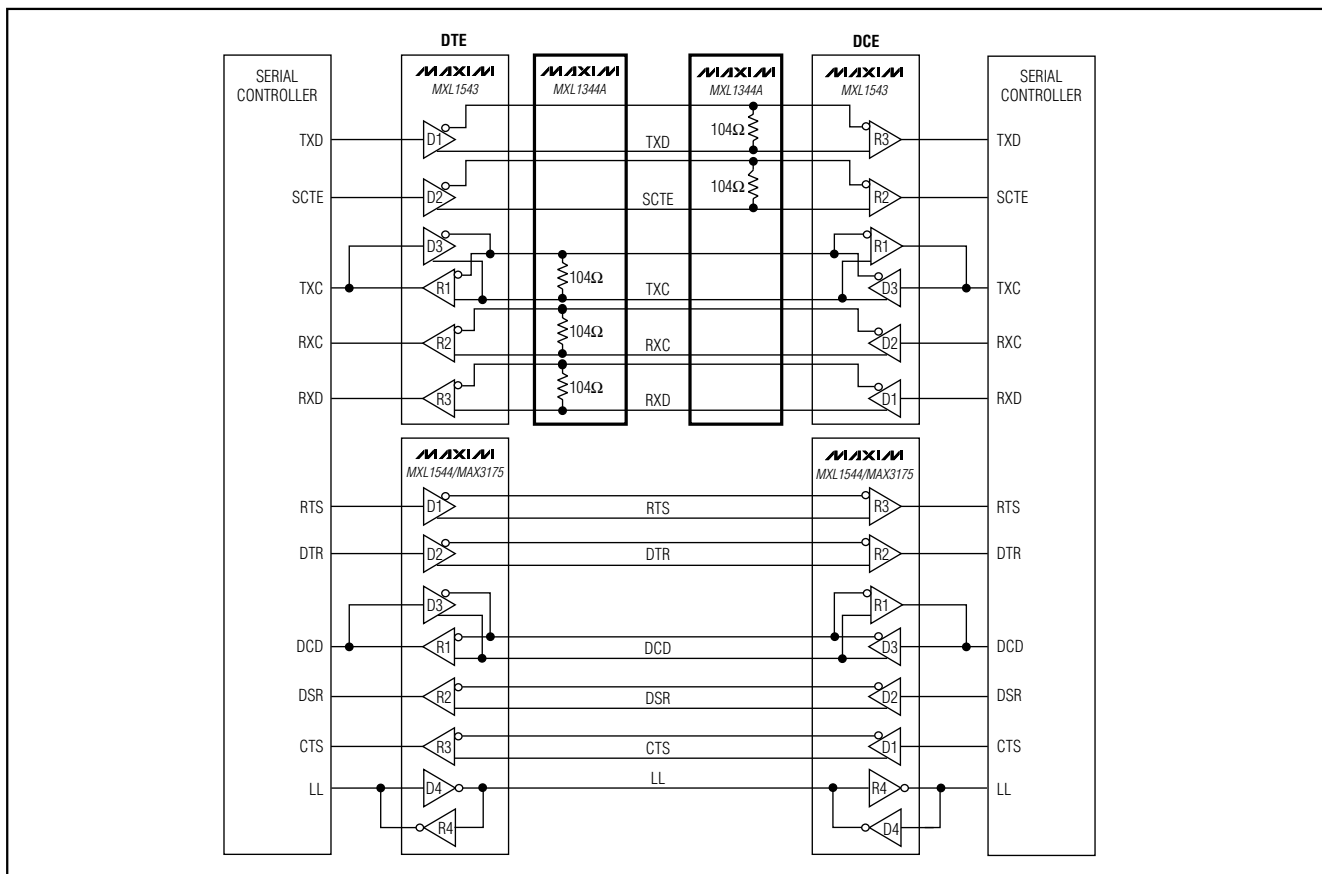 DTE
DCE
SERIAL
CONTROLLER
MAXIM
MXL1543
MAXIM
MXL1344A
MAXIM
MXL1344A
MAXIM
MXL1543
SERIAL
CONTROLLER
TXD
D1
TXD
104Ω
R3
TXD
SCTE
D2
SCTE
104Ω
R2
SCTE
D3
R1
TXC
R1
104Ω
TXC
D3
TXC
RXC
R2
104Ω
RXC
D2
RXC
RXD
R3
104Ω
RXD
D1
RXD
MAXIM
MXL1544/MAX3175
MAXIM
MXL1544/MAX3175
RTS
D1
RTS
R3
RTS
DTR
D2
DTR
R2
DTR
D3
R1
DCD
R1
DCD
D3
DCD
DSR
R2
DSR
D2
DSR
CTS
R3
CTS
D1
CTS
LL
D4
LL
R4
LL
R4
D4